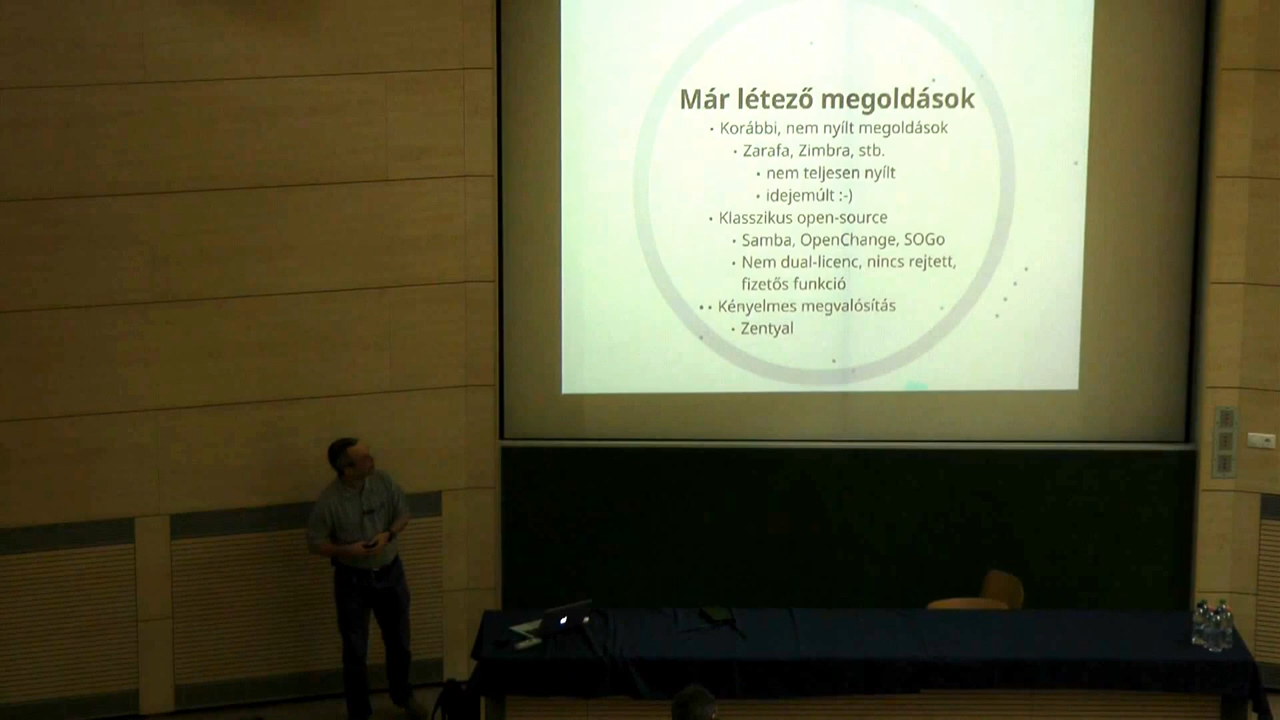 Már létező megoldások
• Korábbi, nem nyílt megoldások
• Zarafa, Zimbra, stb.
• nem teljesen nyílt
• idejemúlt :-)
• Klasszikus open-source
• Samba, OpenChange, SOGo
• Nem dual-licenc, nincs rejtett,
fizetős funkció
• Kényelmes megvalósítás
• Zentyal